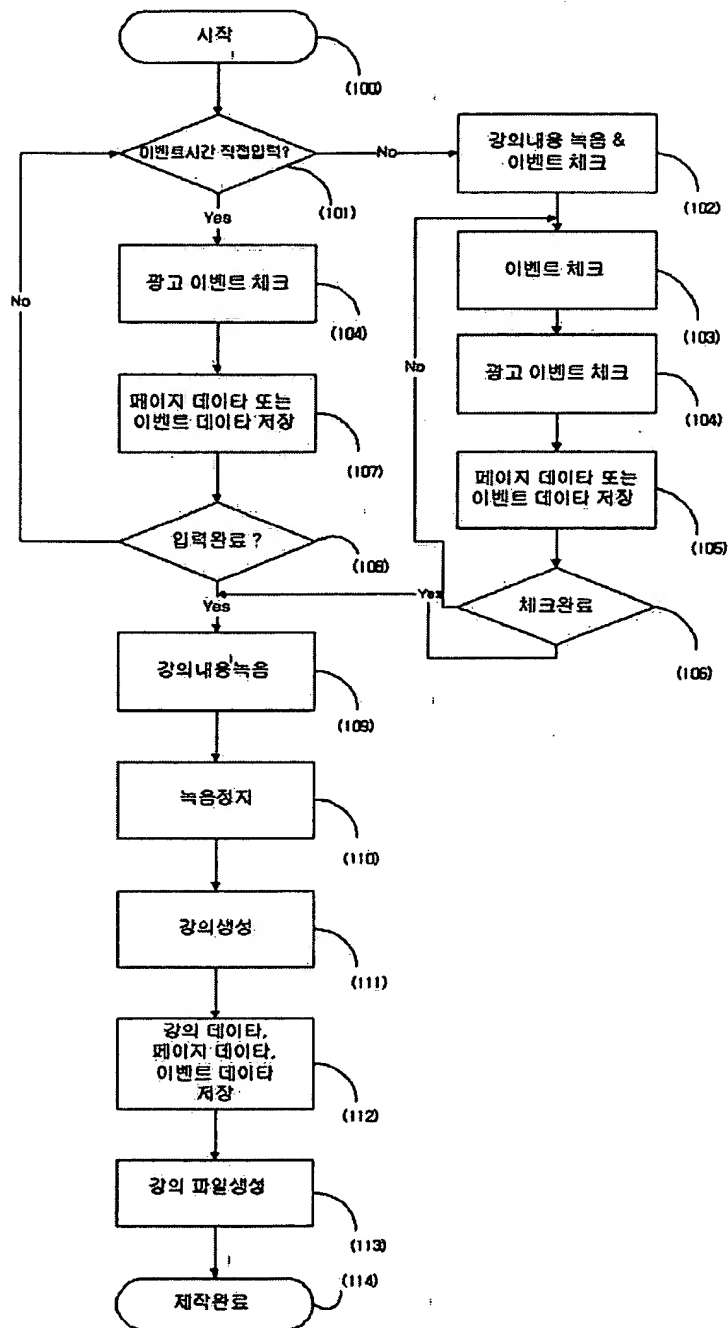 시작
(100)
이벤트시간 직접입력?
(101)
No
Yes
강의내용 녹음 &
이벤트 체크
(102)
광고 이벤트 체크
(104)
이벤트 체크
(103)
No
No
페이지 데이타 또는
이벤트 데이타 저장
(107)
광고 이벤트 체크
(104)
입력완료 ?
(108)
Yes
페이지 데이타 또는
이벤트 데이타 저장
(105)
체크완료
(106)
Yes
강의내용녹음
(109)
녹음정지
(110)
강의생성
(111)
강의 데이타,
페이지 데이타,
이벤트 데이타
저장
(112)
강의 파일생성
(113)
제작완료
(114)